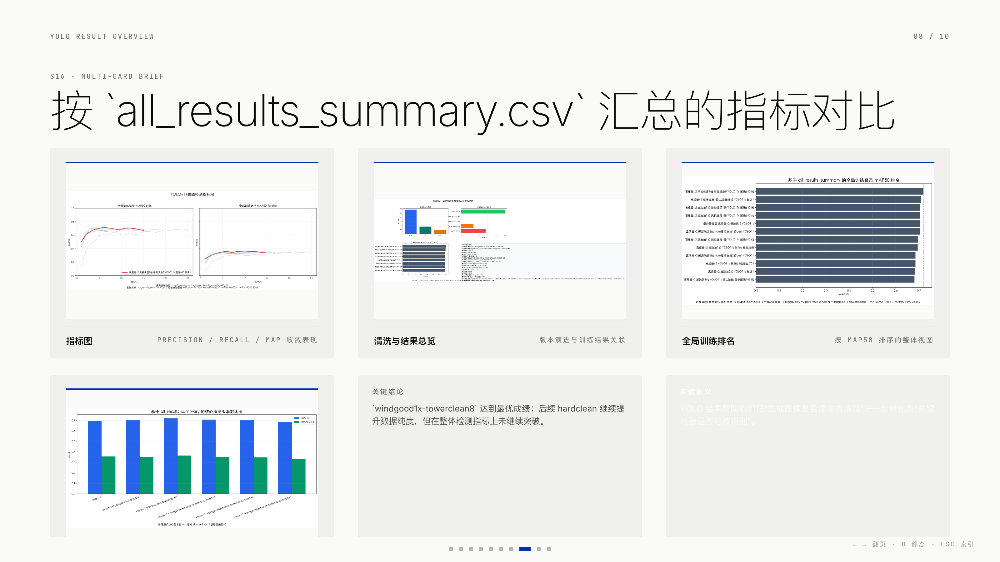 YOLO RESULT OVERVIEW
08 / 10
S16 · MULTI-CARD BRIEF
按 `all_results_summary.csv` 汇总的指标对比
YOLOv11辅助检测指标图
全部训练路径 mAP50 对比
全部训练路径 mAP50-95 对比
Metric
1.0
0.8
0.6
0.4
0.2
0.0
高质量v2 风机优质1倍 塔架清洗8 YOLO11s 图像640 微调1
0 5 10 15 20 25
0 5 10 15 20 25
Epoch
Epoch
高亮训练路径: hqv2_windgood1x_towerclean8_yolo11s_640_ft1
数据来源: all_results_summary.csv | 当前路径最终 Precision=0.7729 Recall=0.6223 mAP50=0.6703 mAP50-95=0.3362
指标图
PRECISION / RECALL / MAP 收敛表现
YOLOv11辅助检测数据清洗与结果总览图
清洗与结果总览
版本演进与训练结果关联
基于 all_results_summary 的全局训练目录 mAP50 排名
高质量v2 风机优质1倍 塔架清洗8 YOLO11s 图像640 微
高质量v2 硬清洗第1轮 从最佳继续 YOLO11s 微调1
高质量v2 清洗第1轮 塔架优质1倍 YOLO11s 图像640 微
高质量v2 清洗第1轮 风机优质1倍 YOLO11s 图像640 轮
最终最佳版 高质量v2 硬清洗r2 YOLO11s
高质量v2 硬清洗第2轮 from硬清洗第1轮best YOLO11
高质量v2 清洗第1轮 弱类优质1倍 YOLO11s 图像640 微
高质量v2 清洗第1轮 YOLO11s 第1轮 修正路径
高质量v2 硬清洗第3轮 from硬清洗第2轮best YOLO11
高质量v2 YOLO11s 第5轮 4倍增强 704
高质量v2 清洗第2轮 YOLO11s 微调1
高质量v2 清洗第1轮 YOLO11s 第二阶段 图像图像768 微
0.0 0.1 0.2 0.3 0.4 0.5 0.6 0.7
mAP50
最高成绩: 高质量v2 风机优质1倍 塔架清洗8 YOLO11s 图像640 微调1 | highquality-v2-pure-yolo-clean-r1-windgood1x-towerclean8 | mAP50=0.71885 | mAP50-95=0.36486
全局训练排名
按 MAP50 排序的整体视图
基于 all_results_summary 的核心清洗版本对比图
mAP50
mAP50-95
Metric
0.7
0.6
0.5
0.4
0.3
0.2
0.1
0.0
clean-r1
clean-r1-boosted-wind-good1x
clean-r1-windgood1x-towerclean8
clean-r1-windgood1x-towerclean8-hardclean-r1
clean-r1-windgood1x-towerclean8-hardclean-r2
clean-r1-windgood1x-towerclean8-hardclean-r3
当前显式核心版本数=6，相对 dataset.yaml 训练目录数=5
关键结论
`windgood1x-towerclean8` 达到最优成绩；后续 hardclean 继续提
升数据纯度，但在整体检测指标上未继续突破。
实验意义
YOLO 结果帮助我们把“生成图像是否像电力场景”进一步量化为“关键
对象是否可被识别”。
← → 翻页 · B 静态 · ESC 索引